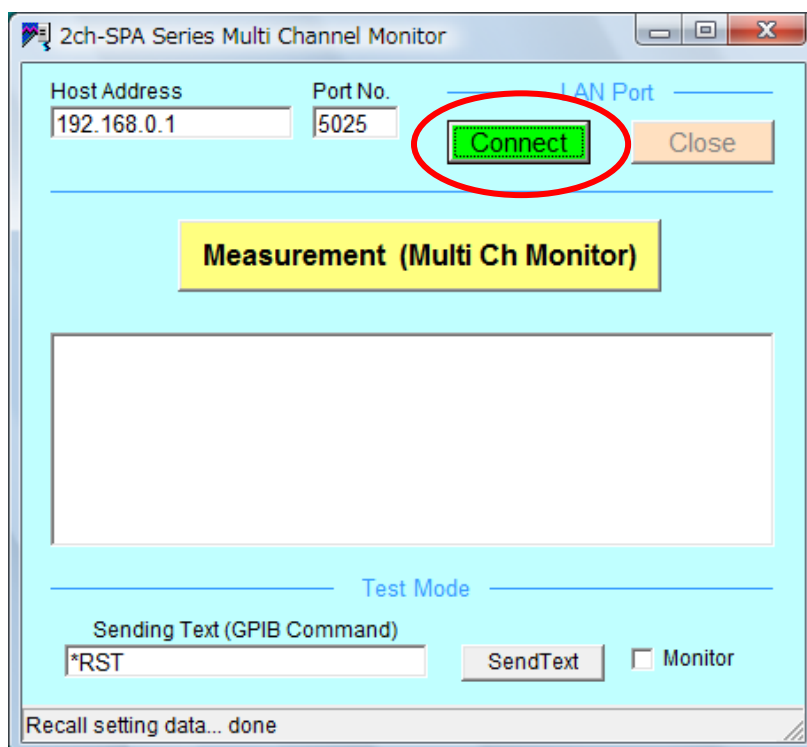 2ch-SPA Series Multi Channel Monitor
Host Address Port No. LAN Port
192.168.0.1 5025 Connect Close
Measurement (Multi Ch Monitor)
Test Mode
Sending Text (GPIB Command)
*RST SendText Monitor
Recall setting data... done